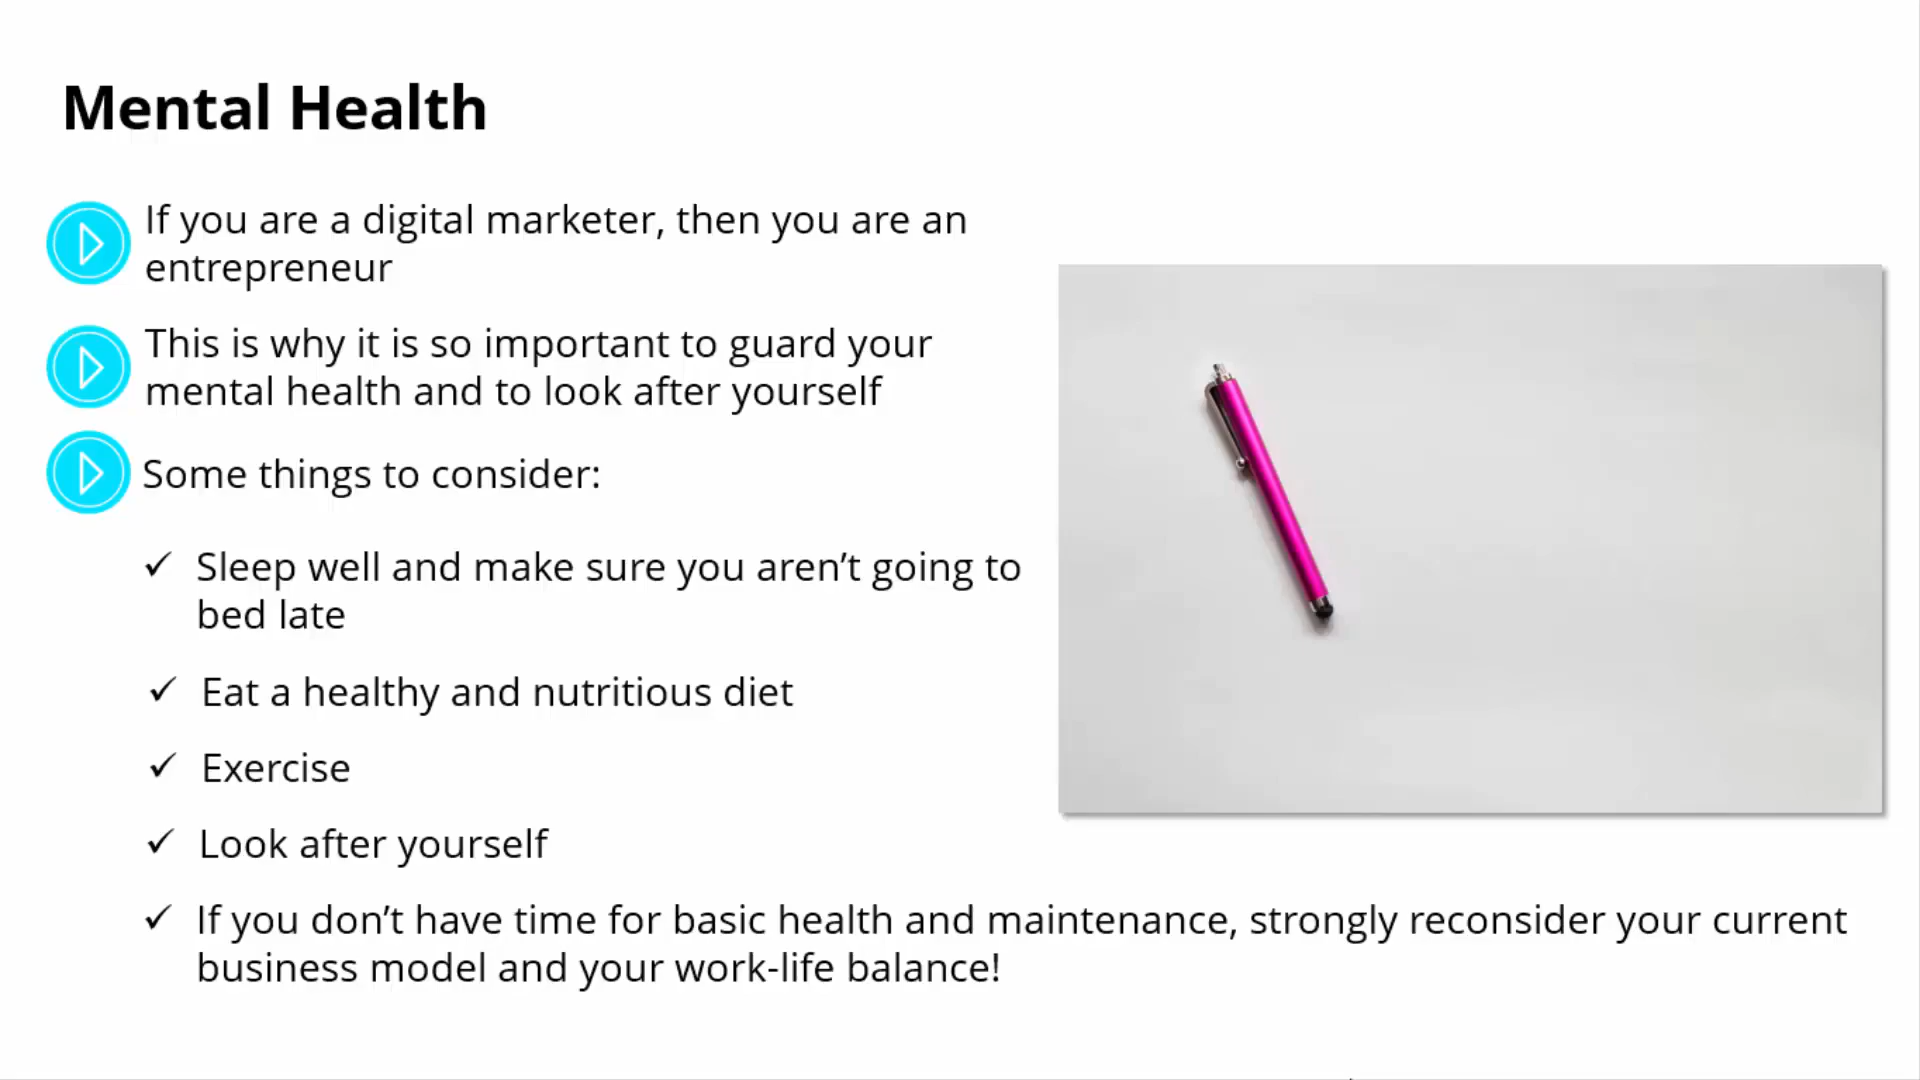 Mental Health
If you are a digital marketer, then you are an
entrepreneur
This is why it is so important to guard your
mental health and to look after yourself
Some things to consider:
✓ Sleep well and make sure you aren’t going to
bed late
✓ Eat a healthy and nutritious diet
✓ Exercise
✓ Look after yourself
✓ If you don’t have time for basic health and maintenance, strongly reconsider your current
business model and your work-life balance!